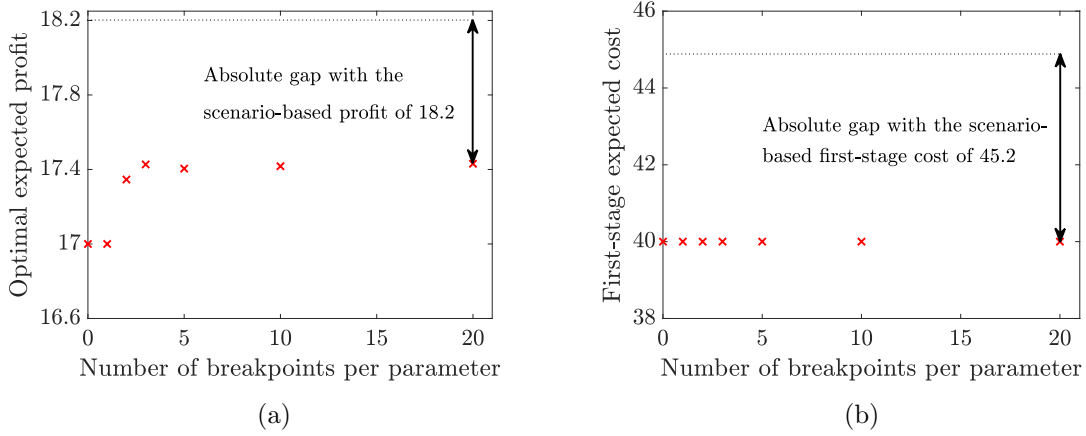 18.2
17.8
17.4
17
16.6
Optimal expected profit
Absolute gap with the
scenario-based profit of 18.2
0 5 10 15 20
Number of breakpoints per parameter
(a)
46
44
42
40
38
First-stage expected cost
Absolute gap with the scenario-
based first-stage cost of 45.2
0 5 10 15 20
Number of breakpoints per parameter
(b)